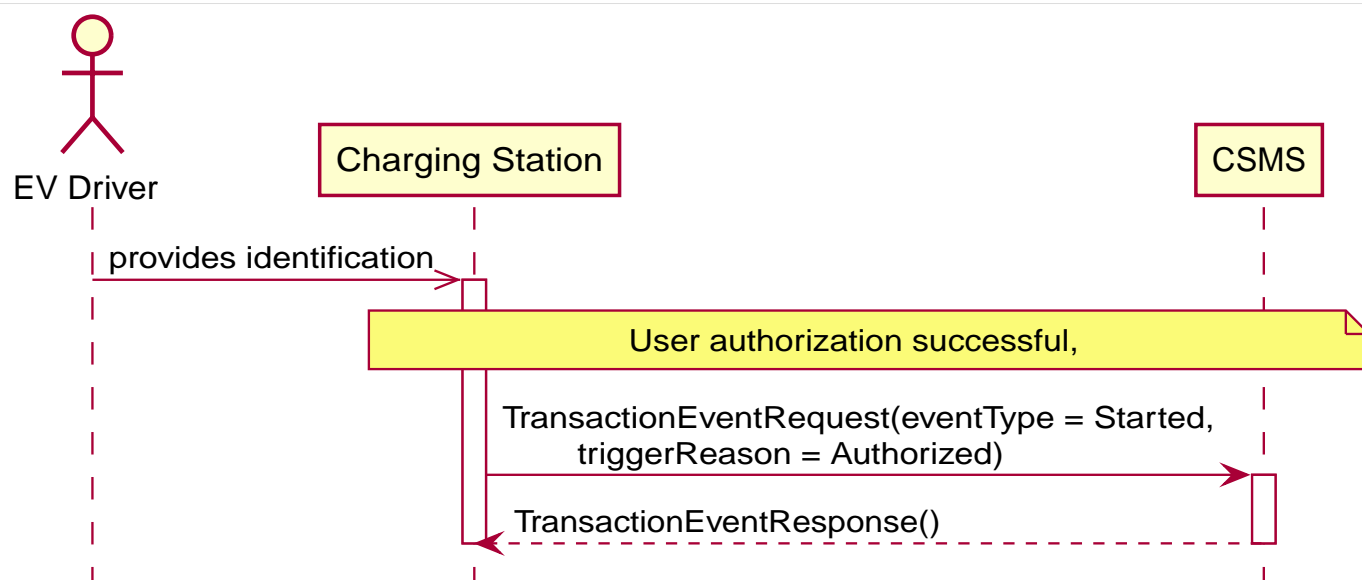 EV Driver
Charging Station
CSMS
provides identification
User authorization successful,
TransactionEventRequest(eventType = Started,
triggerReason = Authorized)
TransactionEventResponse()